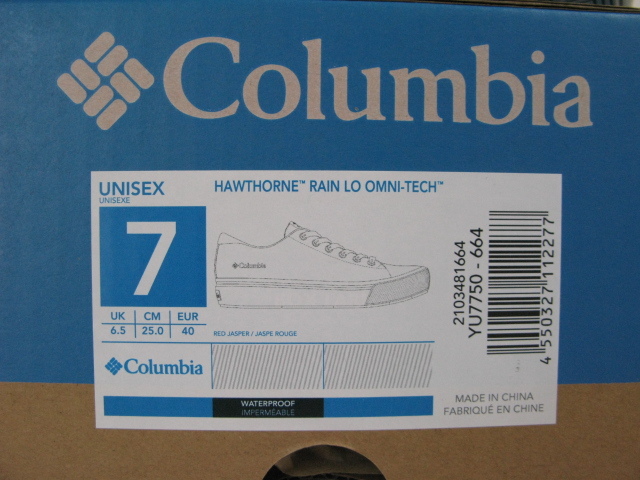 Columbia
UNISEX
UNISEXE
HAWTHORNE™ RAIN LO OMNI-TECH™
7
Columbia
UK CM EUR
6.5 25.0 40
RED JASPER / JASPE ROUGE
Columbia
WATERPROOF
IMPERMÉABLE
2103481664
YU7750 - 664
4 550327 112277
MADE IN CHINA
FABRIQUÉ EN CHINE